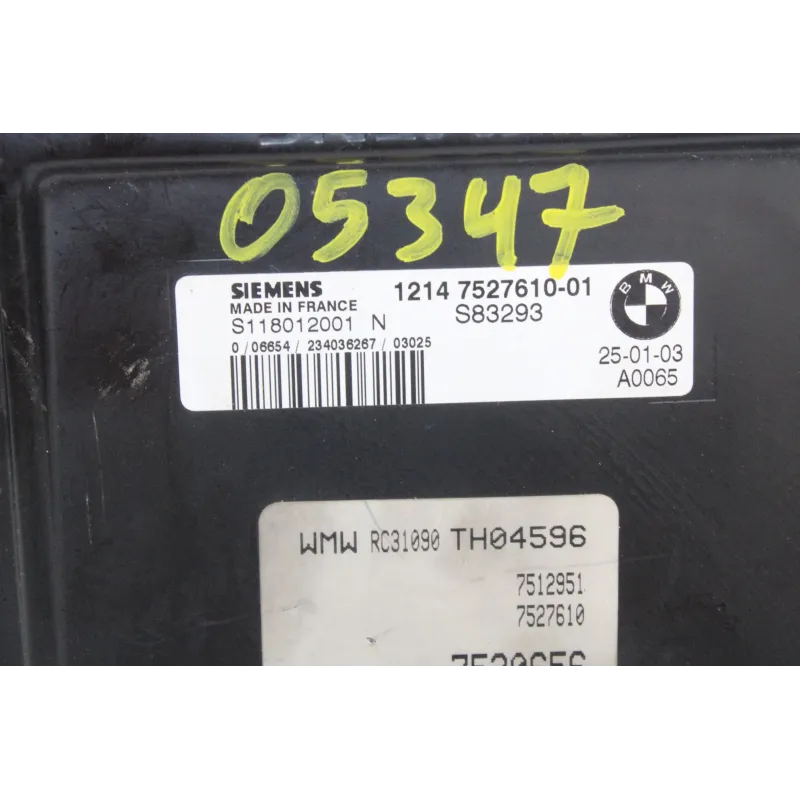 05347
SIEMENS 1214 7527610-01 BMW
MADE IN FRANCE
S118012001 N S83293
0 / 06654 / 234036267 / 03025 25-01-03
A0065
WMW RC31090 TH04596
7512951
7527610